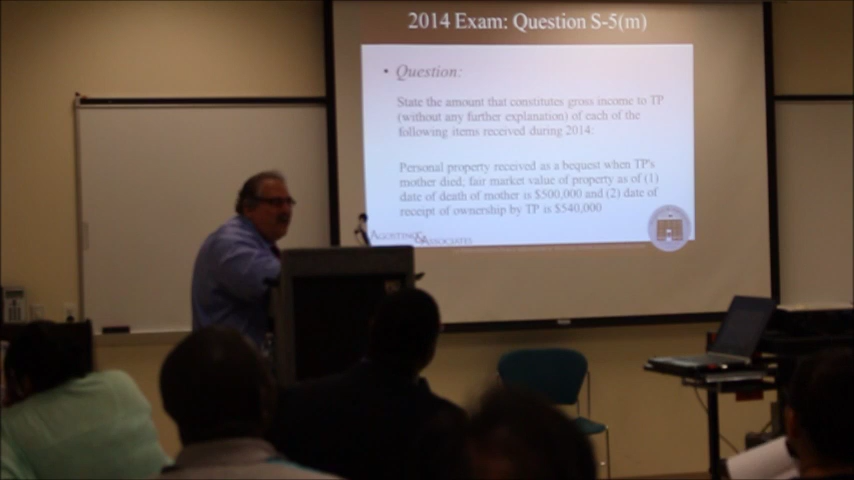 2014 Exam: Question S-5(m)
• Question:
State the amount that constitutes gross income to TP
(without any further explanation) of each of the
following items received during 2014:
Personal property received as a bequest when TP's
mother died; fair market value of property as of (1)
date of death of mother is $500,000 and (2) date of
receipt of ownership by TP is $540,000
AGOSTINO & ASSOCIATES